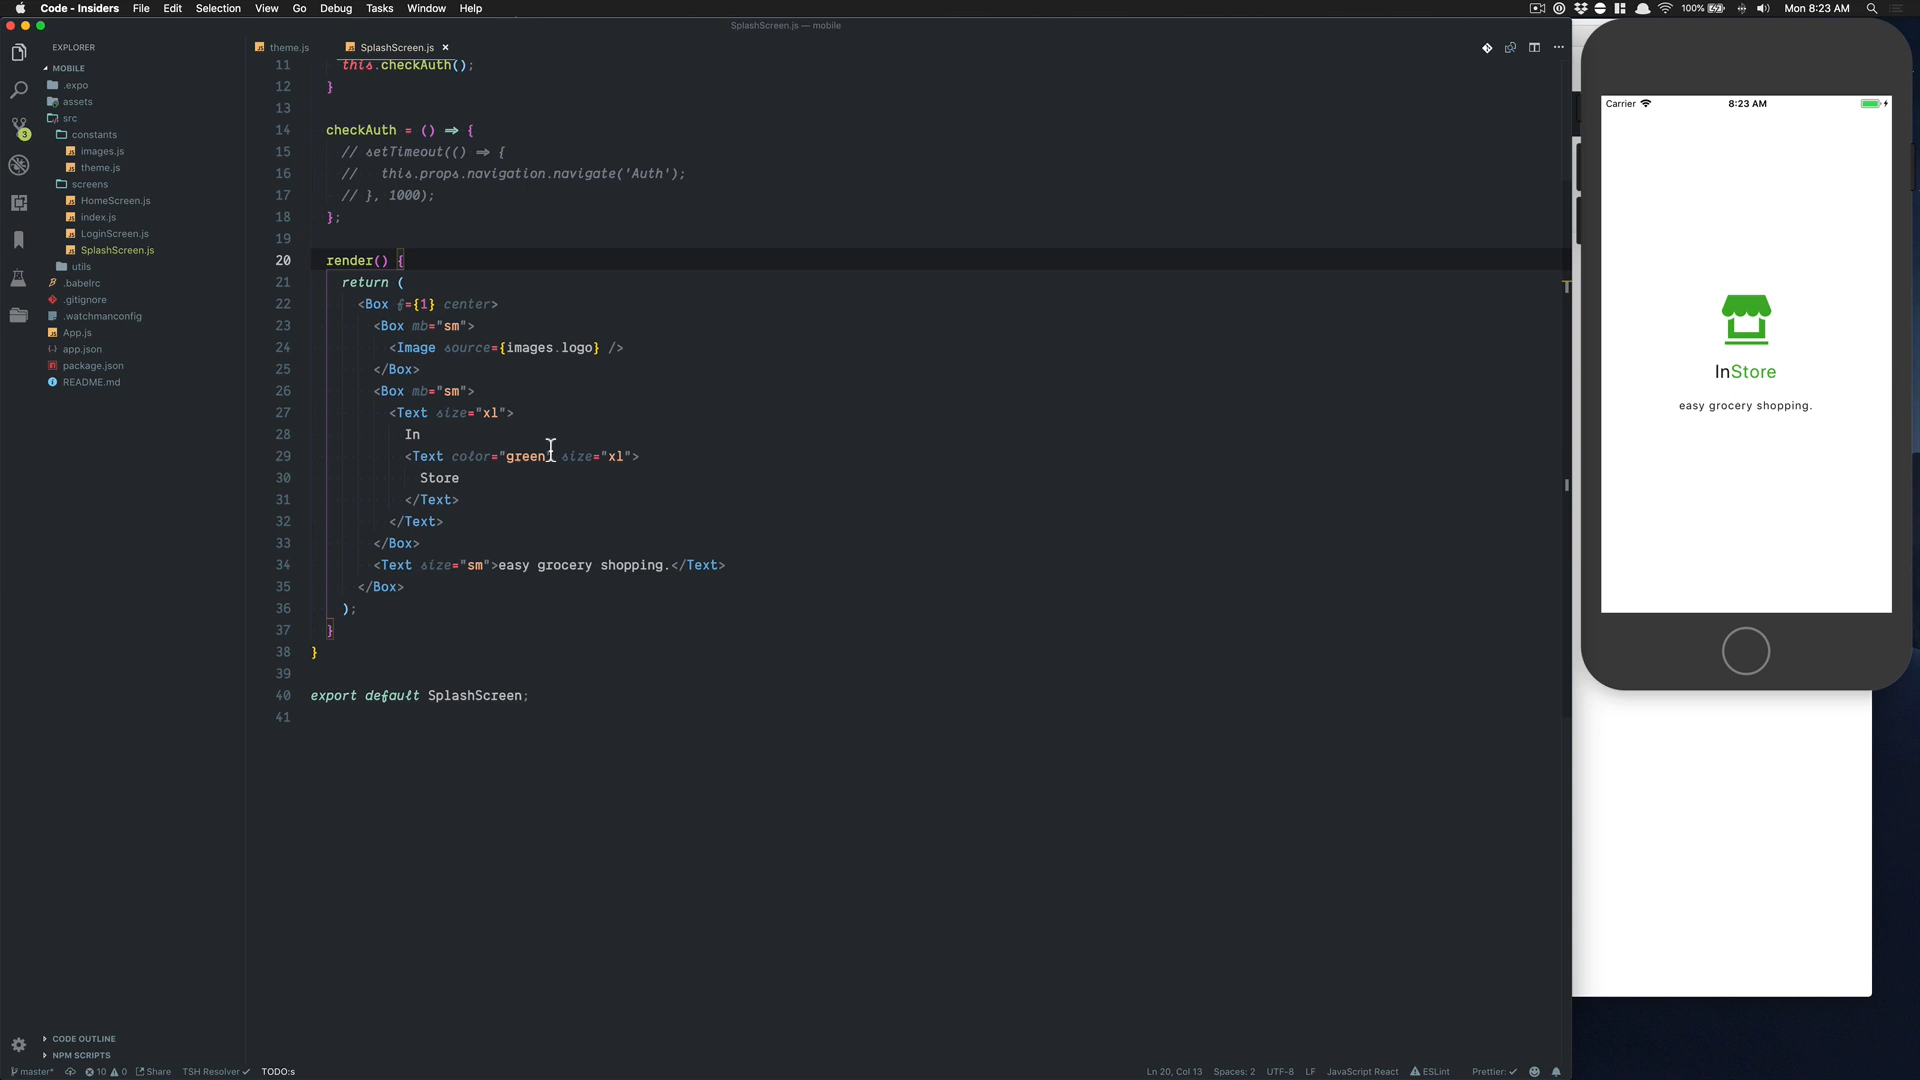 Code - Insiders File Edit Selection View Go Debug Tasks Window Help 100% Mon 8:23 AM
SplashScreen.js — mobile
EXPLORER
theme.js SplashScreen.js
MOBILE
.expo
assets
src
constants
images.js
theme.js
screens
HomeScreen.js
index.js
LoginScreen.js
SplashScreen.js
utils
.babelrc
.gitignore
.watchmanconfig
App.js
app.json
package.json
README.md
3
CODE OUTLINE
NPM SCRIPTS
11 this.checkAuth();
12 }
13
14 checkAuth = () => {
15 // setTimeout(() => {
16 // this.props.navigation.navigate('Auth');
17 // }, 1000);
18 };
19
20 render() {
21 return (
22 <Box f={1} center>
23 <Box mb="sm">
24 <Image source={images.logo} />
25 </Box>
26 <Box mb="sm">
27 <Text size="xl">
28 In
29 <Text color="green" size="xl">
30 Store
31 </Text>
32 </Text>
33 </Box>
34 <Text size="sm">easy grocery shopping.</Text>
35 </Box>
36 );
37 }
38 }
39
40 export default SplashScreen;
41
Carrier 8:23 AM
InStore
easy grocery shopping.
master* 10 0 Share TSH Resolver TODO:s Ln 20, Col 13 Spaces: 2 UTF-8 LF JavaScript React ESLint Prettier: